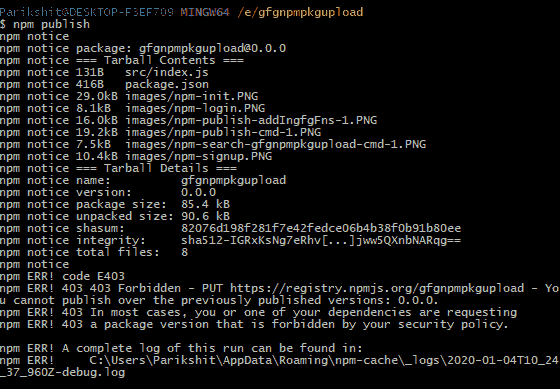 Parikshit@DESKTOP-F3EF709 MINGW64 /e/gfgnpmpkgupload
$ npm publish
npm notice
npm notice package: gfgnpmpkgupload@0.0.0
npm notice === Tarball Contents ===
npm notice 131B   src/index.js
npm notice 416B   package.json
npm notice 29.0kB images/npm-init.PNG
npm notice 8.1kB  images/npm-login.PNG
npm notice 16.0kB images/npm-publish-addIngfgFns-1.PNG
npm notice 19.2kB images/npm-publish-cmd-1.PNG
npm notice 7.5kB  images/npm-search-gfgnpmpkgupload-cmd-1.PNG
npm notice 10.4kB images/npm-signup.PNG
npm notice === Tarball Details ===
npm notice name:          gfgnpmpkgupload
npm notice version:       0.0.0
npm notice package size:  85.4 kB
npm notice unpacked size: 90.6 kB
npm notice shasum:        82076d198f281f7e42fedce06b4b38f0b91b80ee
npm notice integrity:     sha512-IGRxKsNg7eRhv[...]jww5QXnbNARqg==
npm notice total files:   8
npm notice
npm ERR! code E403
npm ERR! 403 403 Forbidden - PUT https://registry.npmjs.org/gfgnpmpkgupload - Yo
u cannot publish over the previously published versions: 0.0.0.
npm ERR! 403 In most cases, you or one of your dependencies are requesting
npm ERR! 403 a package version that is forbidden by your security policy.
npm ERR! A complete log of this run can be found in:
npm ERR!     C:\Users\Parikshit\AppData\Roaming\npm-cache\_logs\2020-01-04T10_24
_37_960Z-debug.log